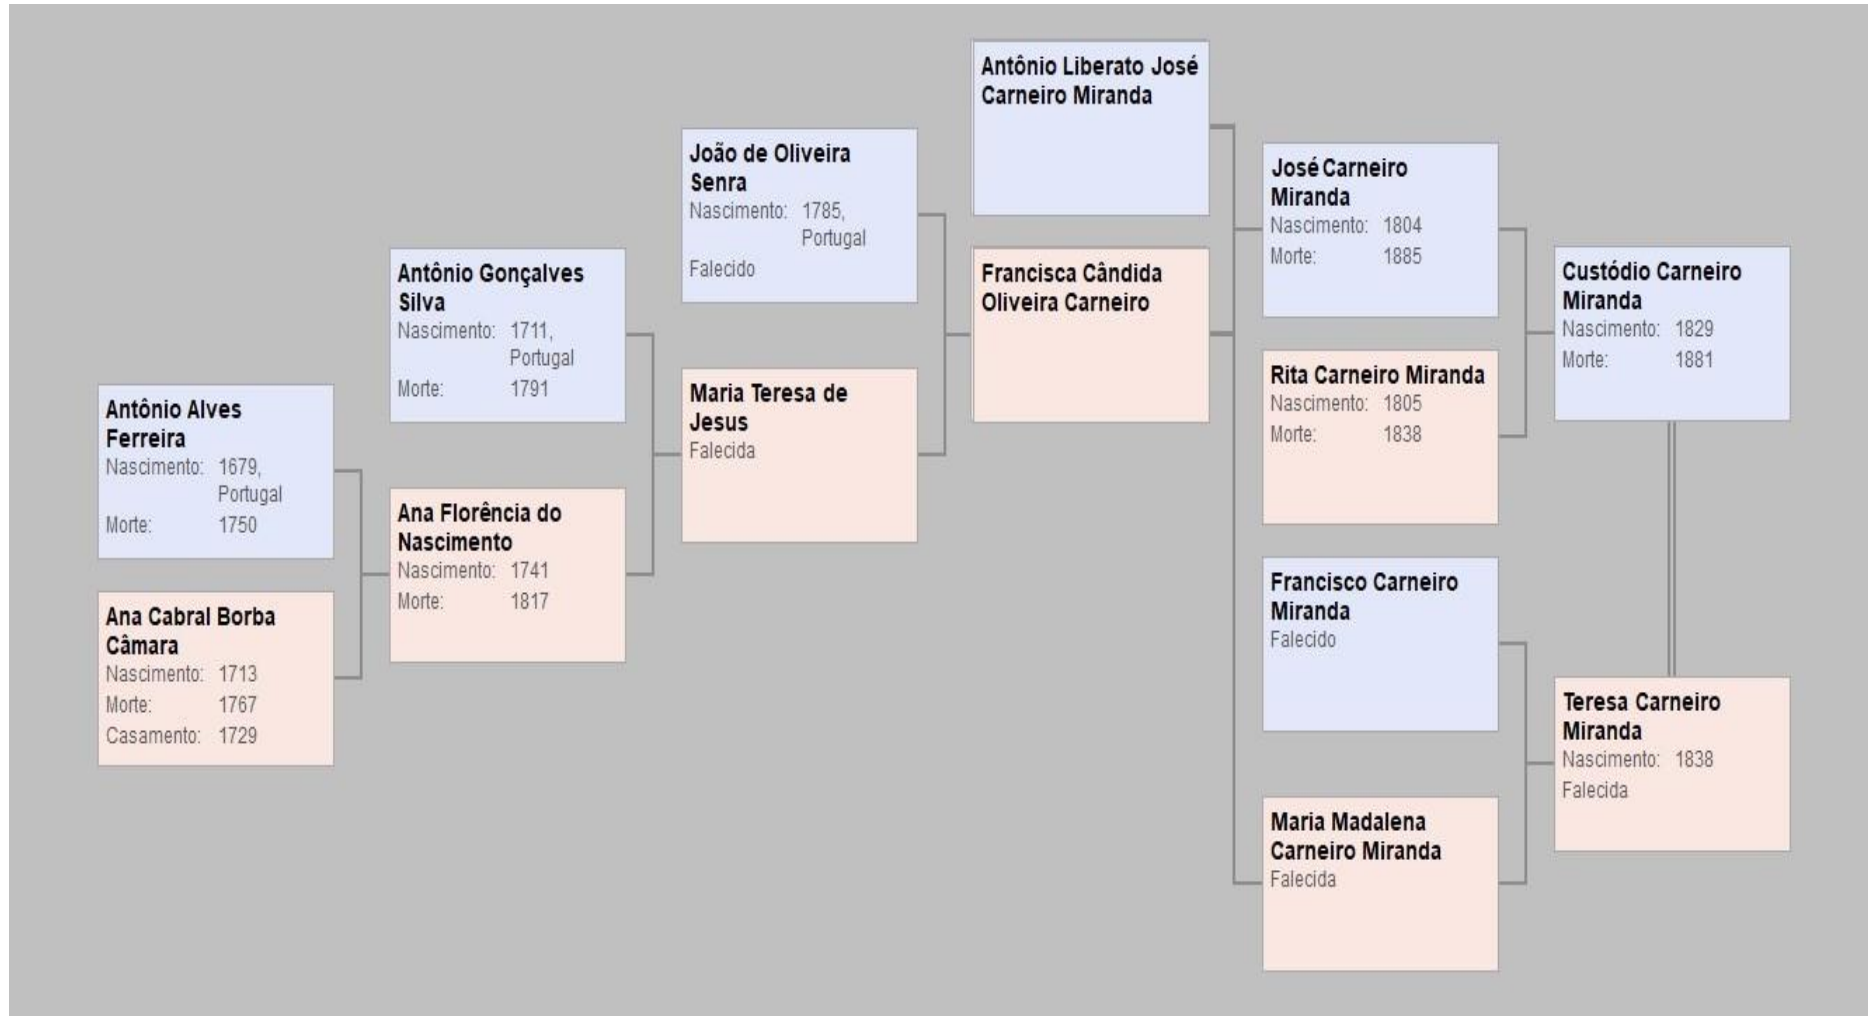 Antônio Alves
Ferreira
Nascimento: 1679,
Portugal
Morte: 1750
Ana Cabral Borba
Câmara
Nascimento: 1713
Morte: 1767
Casamento: 1729
Antônio Gonçalves
Silva
Nascimento: 1711,
Portugal
Morte: 1791
Ana Florência do
Nascimento
Nascimento: 1741
Morte: 1817
João de Oliveira
Senra
Nascimento: 1785,
Portugal
Falecido
Maria Teresa de
Jesus
Falecida
Antônio Liberato José
Carneiro Miranda
Francisca Cândida
Oliveira Carneiro
José Carneiro
Miranda
Nascimento: 1804
Morte: 1885
Rita Carneiro Miranda
Nascimento: 1805
Morte: 1838
Francisco Carneiro
Miranda
Falecido
Maria Madalena
Carneiro Miranda
Falecida
Custódio Carneiro
Miranda
Nascimento: 1829
Morte: 1881
Teresa Carneiro
Miranda
Nascimento: 1838
Falecida